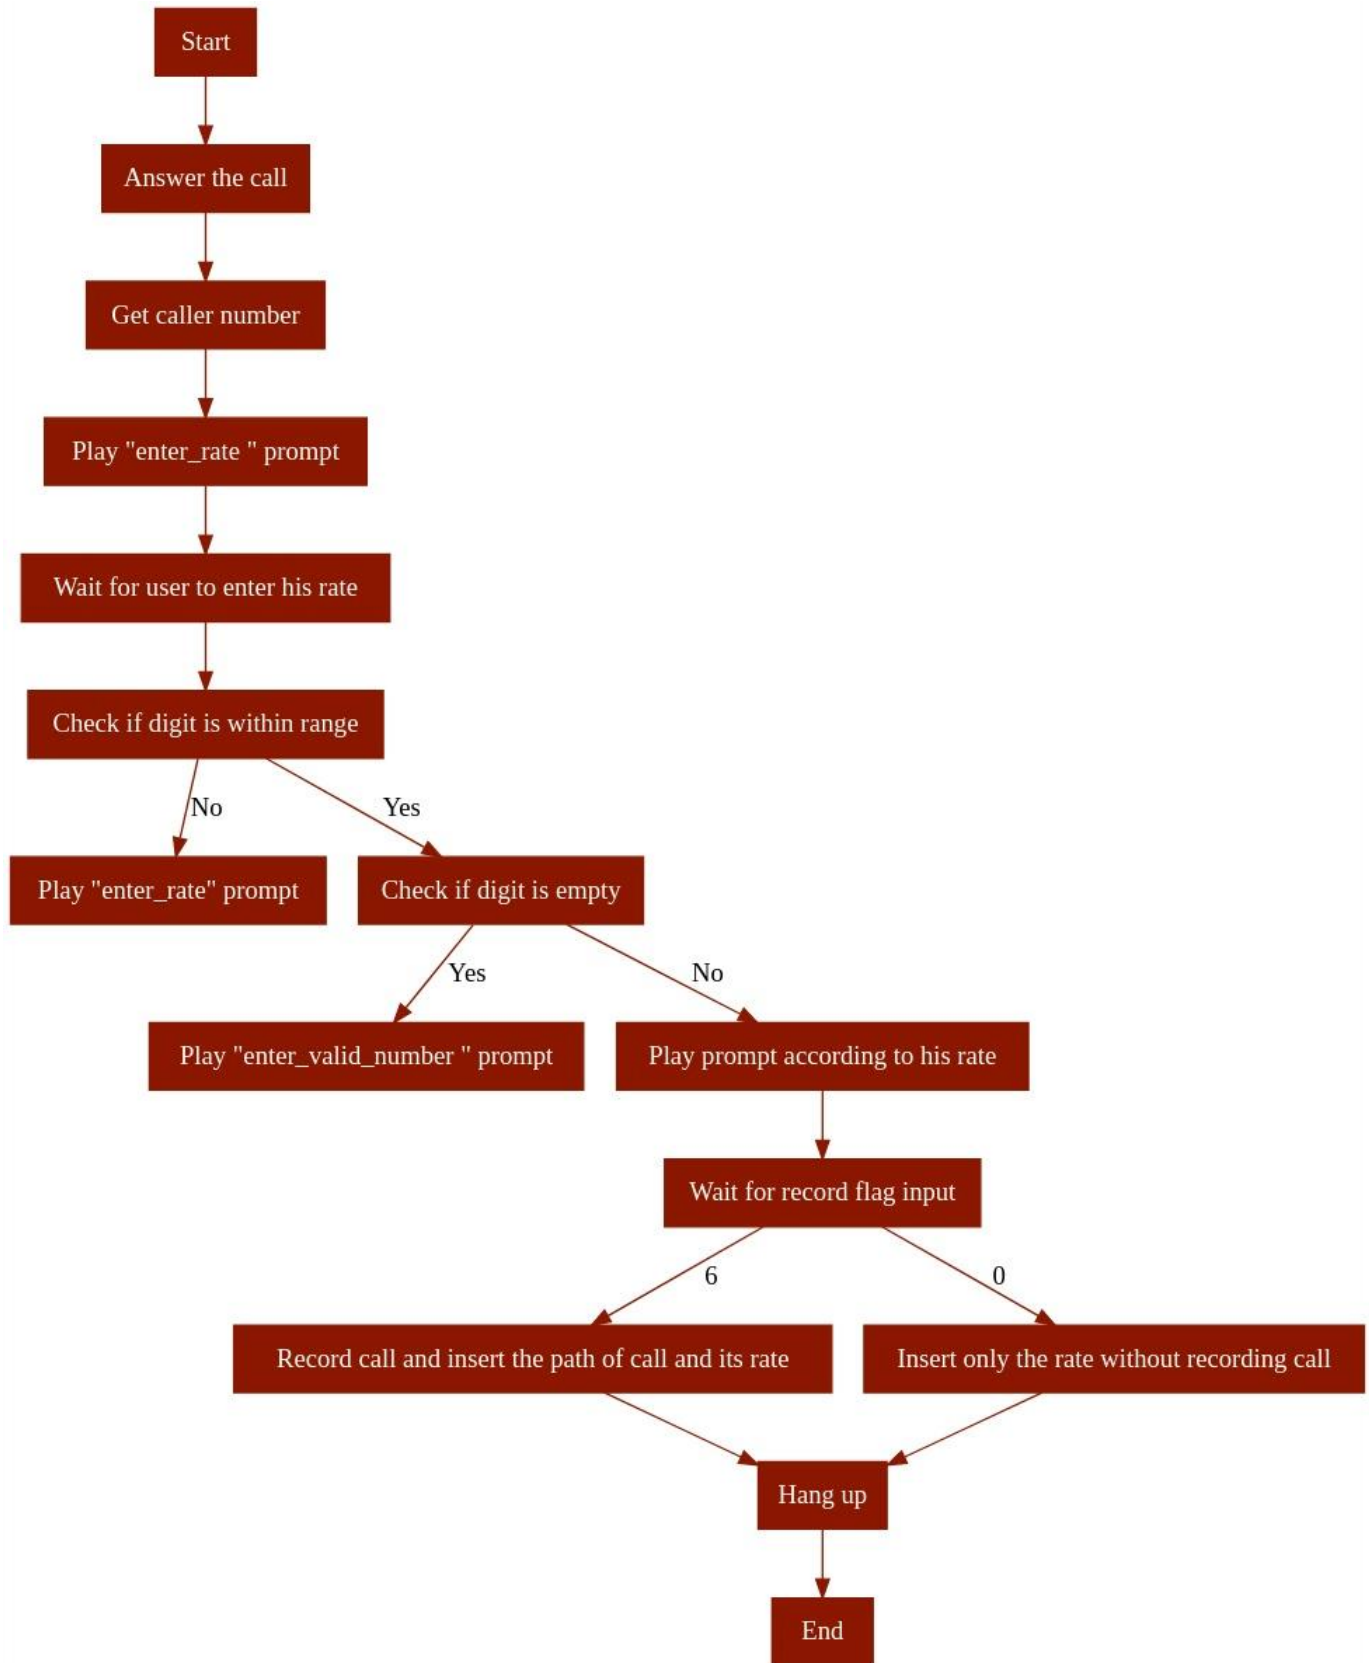 Start
Answer the call
Get caller number
Play "enter_rate " prompt
Wait for user to enter his rate
Check if digit is within range
No
Yes
Play "enter_rate" prompt
Check if digit is empty
Yes
No
Play "enter_valid_number " prompt
Play prompt according to his rate
Wait for record flag input
6
0
Record call and insert the path of call and its rate
Insert only the rate without recording call
Hang up
End